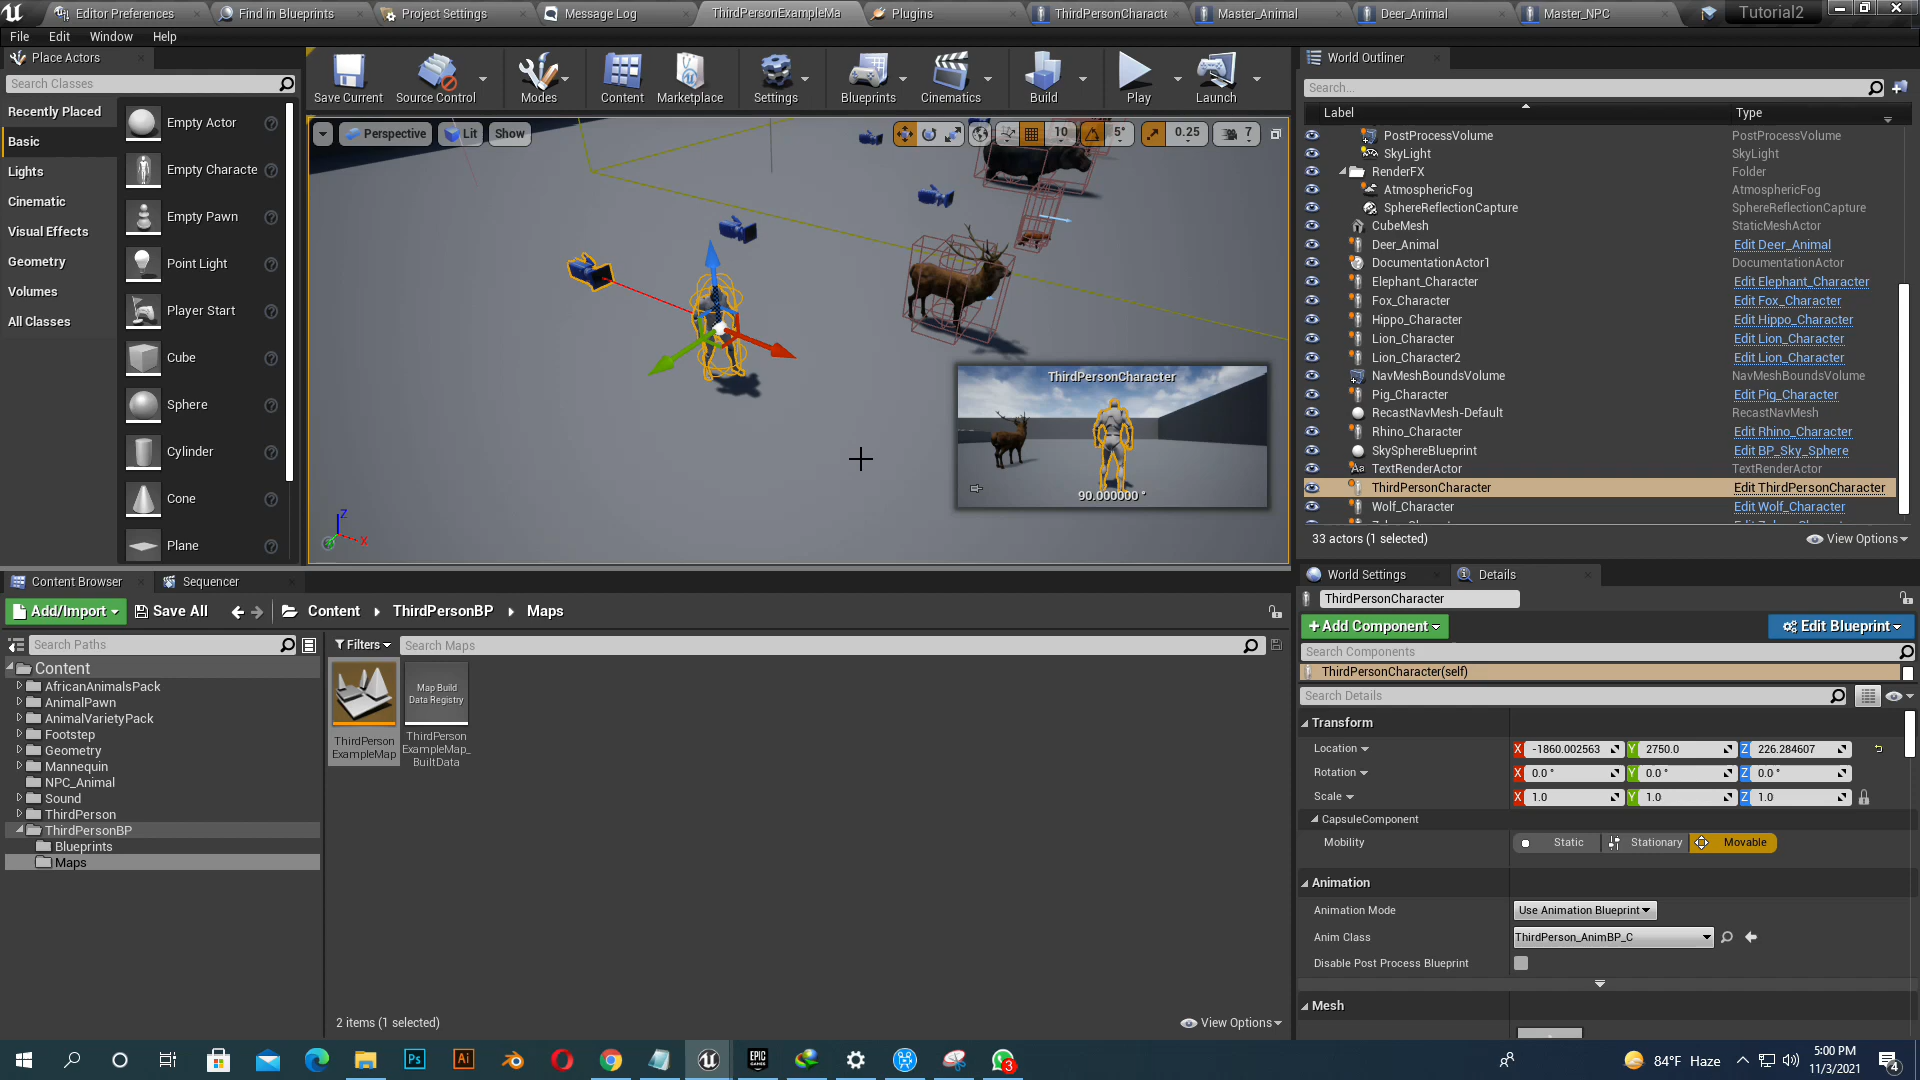 Editor Preferences
Find in Blueprints
Project Settings
Message Log
ThirdPersonExampleMa
Plugins
ThirdPersonCharacte
Master_Animal
Deer_Animal
Master_NPC
Tutorial2
File Edit Window Help
Place Actors
Search Classes
Recently Placed
Basic
Lights
Cinematic
Visual Effects
Geometry
Volumes
All Classes
Empty Actor
Empty Characte
Empty Pawn
Point Light
Player Start
Cube
Sphere
Cylinder
Cone
Plane
Save Current
Source Control
Modes
Content
Marketplace
Settings
Blueprints
Cinematics
Build
Play
Launch
Perspective Lit Show
10 5° 0.25 7
ThirdPersonCharacter
90.000000 °
Z
X
World Outliner
Search...
Label Type
PostProcessVolume PostProcessVolume
SkyLight SkyLight
RenderFX Folder
AtmosphericFog AtmosphericFog
SphereReflectionCapture SphereReflectionCapture
CubeMesh StaticMeshActor
Deer_Animal Edit Deer_Animal
DocumentationActor1 DocumentationActor
Elephant_Character Edit Elephant_Character
Fox_Character Edit Fox_Character
Hippo_Character Edit Hippo_Character
Lion_Character Edit Lion_Character
Lion_Character2 Edit Lion_Character
NavMeshBoundsVolume NavMeshBoundsVolume
Pig_Character Edit Pig_Character
RecastNavMesh-Default RecastNavMesh
Rhino_Character Edit Rhino_Character
SkySphereBlueprint Edit BP_Sky_Sphere
Aa TextRenderActor TextRenderActor
ThirdPersonCharacter Edit ThirdPersonCharacter
Wolf_Character Edit Wolf_Character
33 actors (1 selected) View Options
Content Browser Sequencer
Add/Import Save All Content ThirdPersonBP Maps
Search Paths Filters Search Maps
Content
AfricanAnimalsPack
AnimalPawn
AnimalVarietyPack
Footstep
Geometry
Mannequin
NPC_Animal
Sound
ThirdPerson
ThirdPersonBP
Blueprints
Maps
ThirdPerson
ExampleMap
Map Build
Data Registry
ThirdPerson
ExampleMap_
BuiltData
2 items (1 selected) View Options
World Settings Details
ThirdPersonCharacter
+Add Component Edit Blueprint
Search Components
ThirdPersonCharacter(self)
Search Details
Transform
Location X -1860.002563 Y 2750.0 Z 226.284607
Rotation X 0.0 ° Y 0.0 ° Z 0.0 °
Scale X 1.0 Y 1.0 Z 1.0
CapsuleComponent
Mobility Static Stationary Movable
Animation
Animation Mode Use Animation Blueprint
Anim Class ThirdPerson_AnimBP_C
Disable Post Process Blueprint
Mesh
Ps Ai EPIC GAMES 3
84°F Haze
5:00 PM
11/3/2021
4